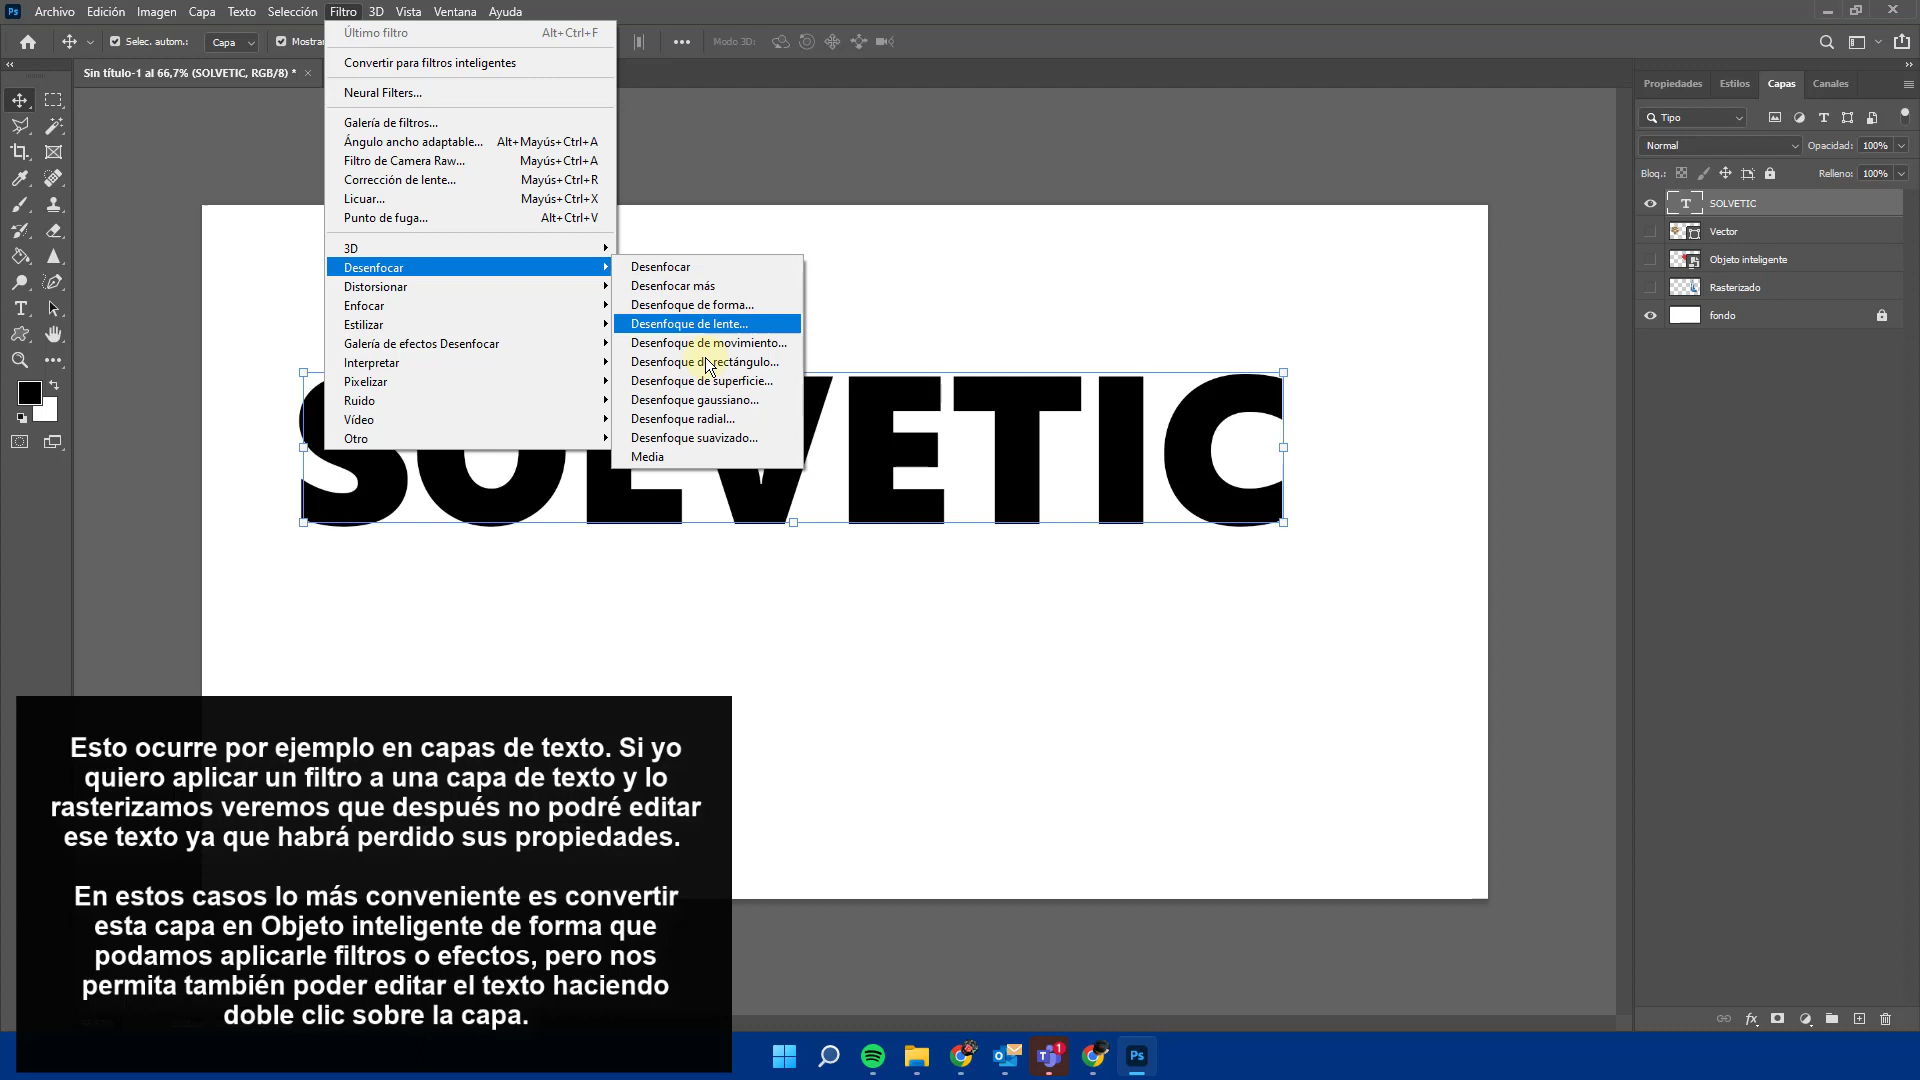 Ps Archivo Edición Imagen Capa Texto Selección Filtro 3D Vista Ventana Ayuda
Selec. autom.: Capa Mostrar
Modo 3D:
Sin título-1 al 66,7% (SOLVETIC, RGB/8) *
Último filtro Alt+Ctrl+F
Convertir para filtros inteligentes
Neural Filters...
Galería de filtros...
Ángulo ancho adaptable... Alt+Mayús+Ctrl+A
Filtro de Camera Raw... Mayús+Ctrl+A
Corrección de lente... Mayús+Ctrl+R
Licuar... Mayús+Ctrl+X
Punto de fuga... Alt+Ctrl+V
3D
Desenfocar
Distorsionar
Enfocar
Estilizar
Galería de efectos Desenfocar
Interpretar
Pixelizar
Ruido
Vídeo
Otro
Desenfocar
Desenfocar más
Desenfoque de forma...
Desenfoque de lente...
Desenfoque de movimiento...
Desenfoque de rectángulo...
Desenfoque de superficie...
Desenfoque gaussiano...
Desenfoque radial...
Desenfoque suavizado...
Media
SOLVETIC
Propiedades Estilos Capas Canales
Tipo
Normal Opacidad: 100%
Bloq.: Relleno: 100%
T SOLVETIC
Vector
Objeto inteligente
Rasterizado
fondo
fx
Esto ocurre por ejemplo en capas de texto. Si yo
quiero aplicar un filtro a una capa de texto y lo
rasterizamos veremos que después no podré editar
ese texto ya que habrá perdido sus propiedades.
En estos casos lo más conveniente es convertir
esta capa en Objeto inteligente de forma que
podamos aplicarle filtros o efectos, pero nos
permita también poder editar el texto haciendo
doble clic sobre la capa.
1
Ps